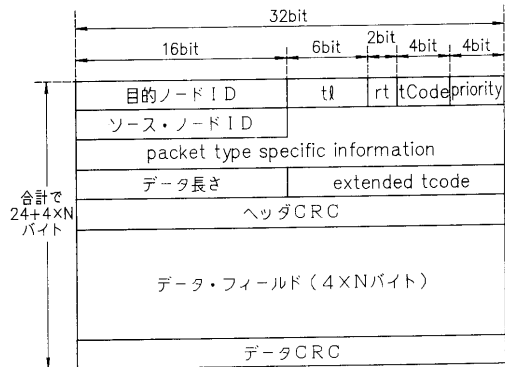 32bit
2bit
16bit 6bit 4bit 4bit
目的ノードID tl rt tCode priority
ソース・ノードID
packet type specific information
データ長さ extended tcode
合計で
24+4×N
バイト
ヘッダCRC
データ・フィールド(4×Nバイト)
データCRC